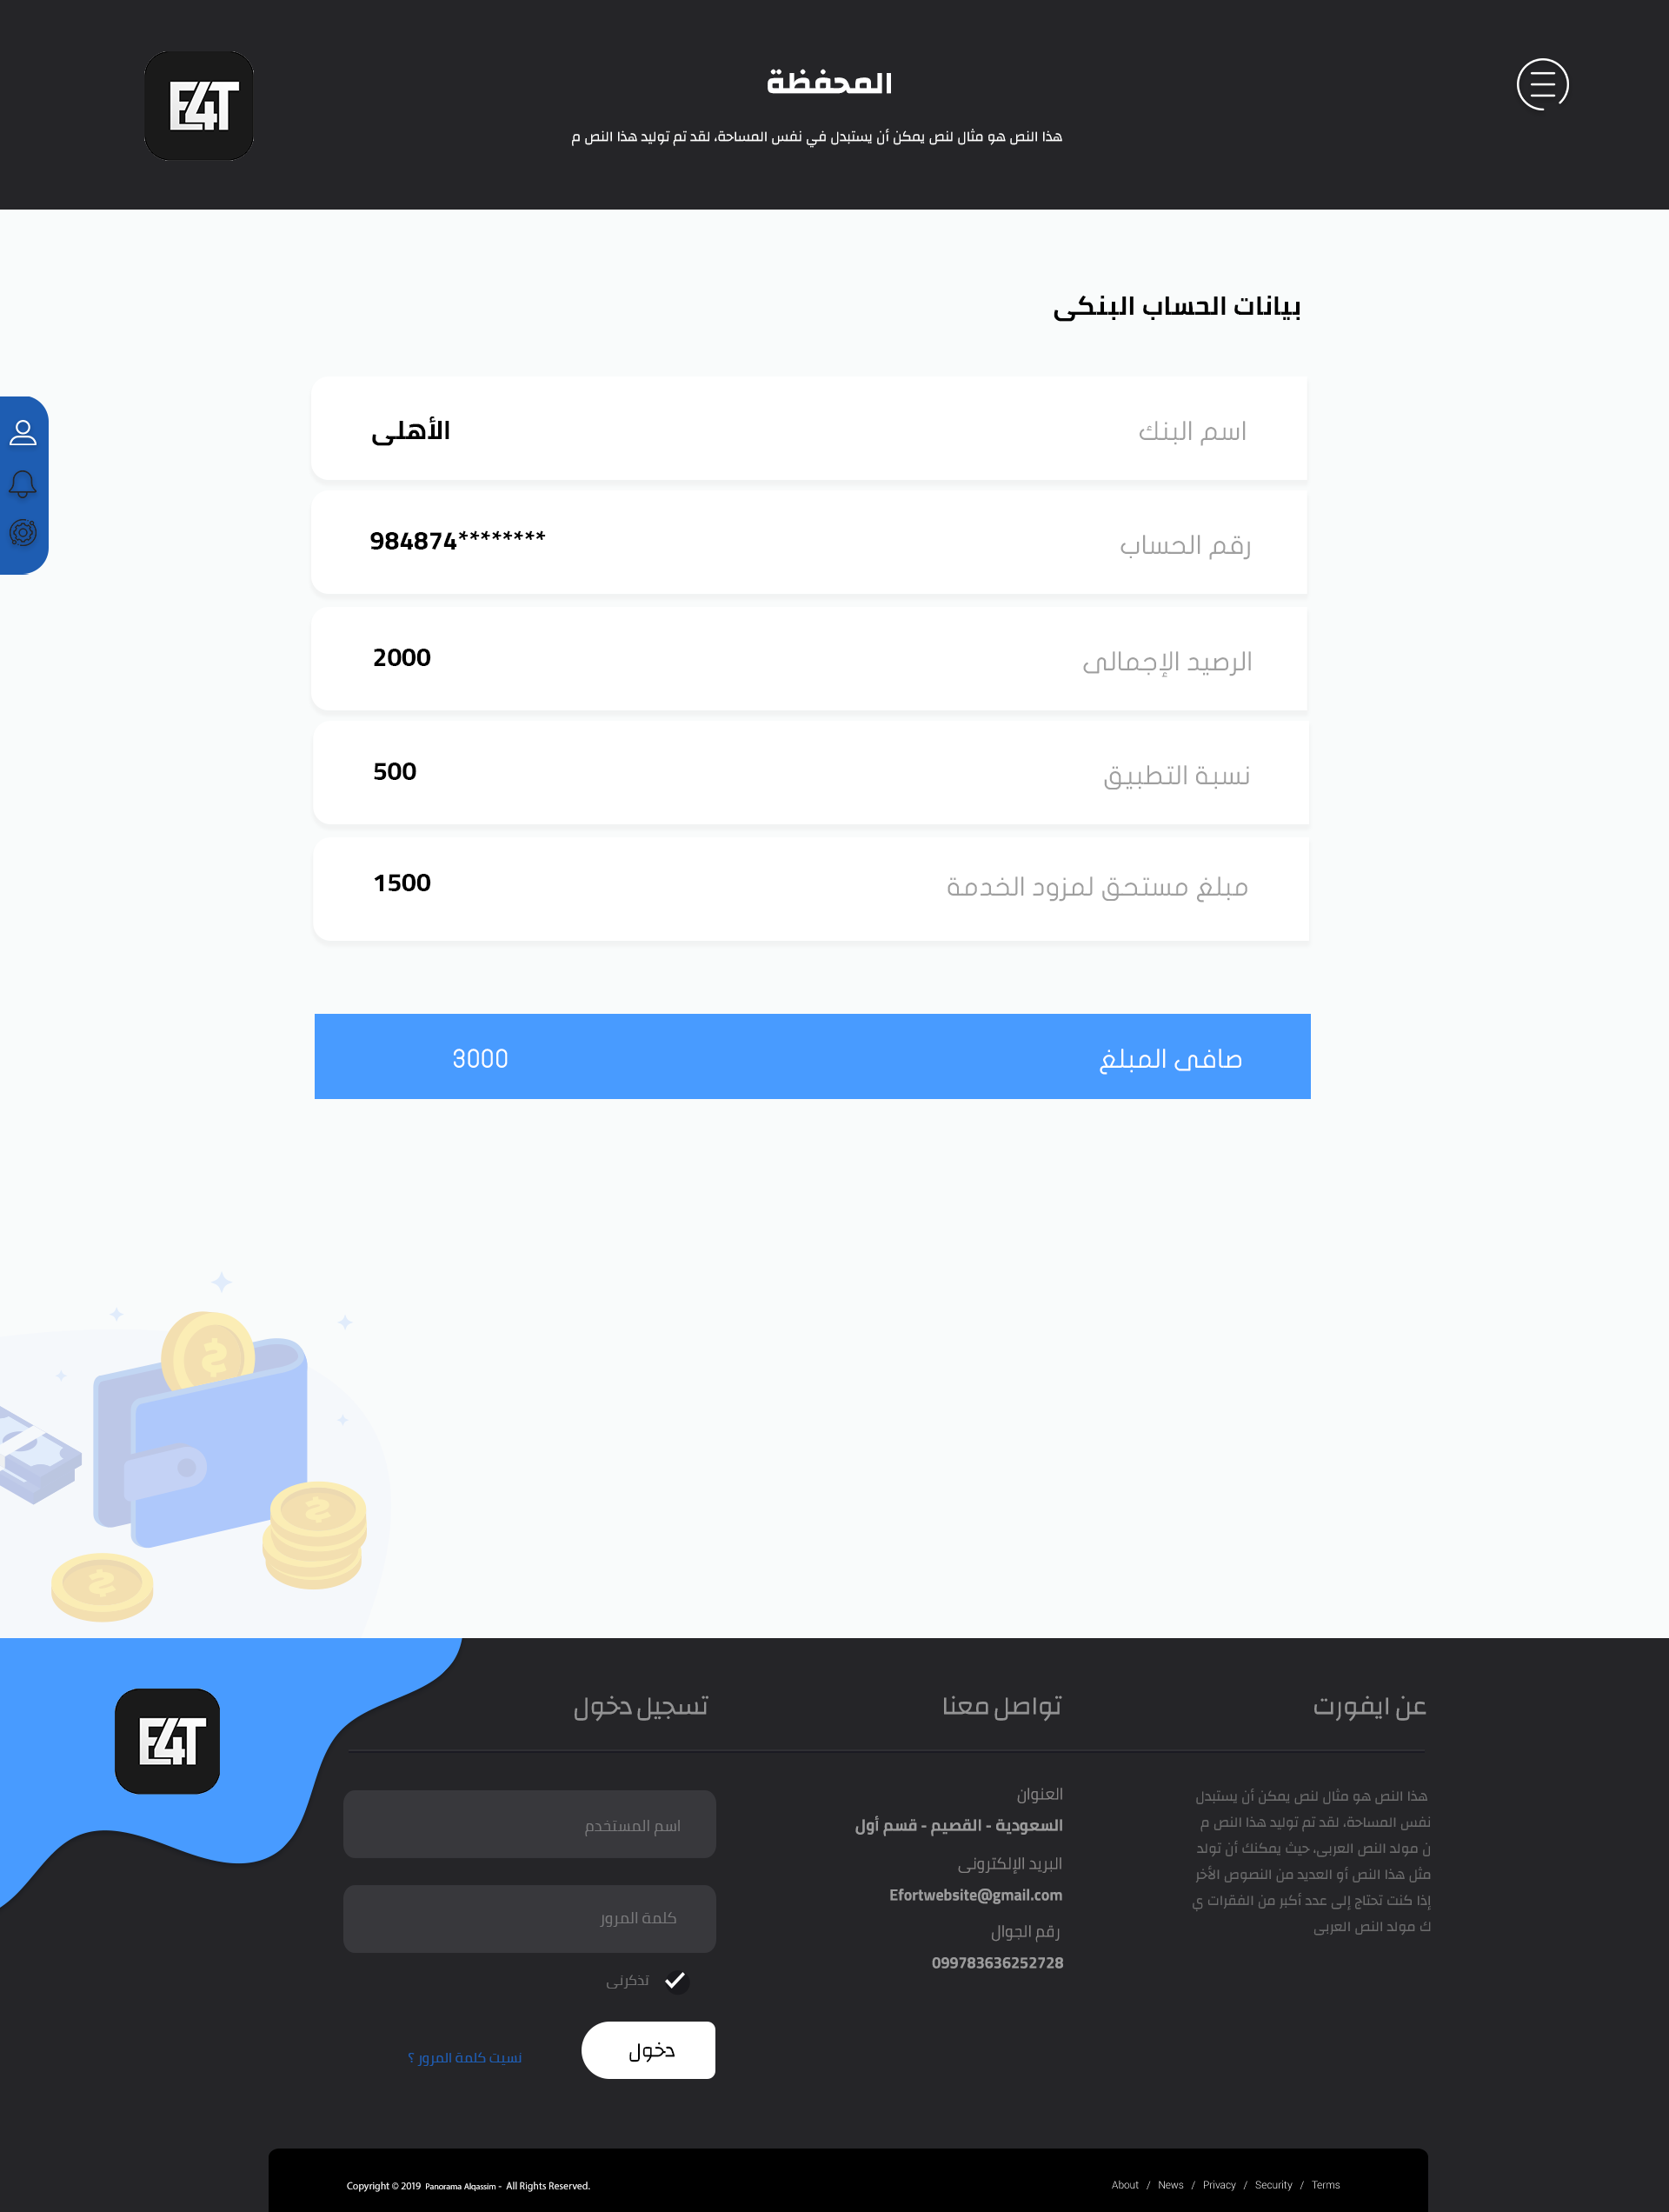 E4T
المحفظة
هذا النص هو مثال لنص يمكن أن يستبدل في نفس المساحة، لقد تم توليد هذا النص م
بيانات الحساب البنكى
اسم البنك الأهلى
رقم الحساب 984874********
الرصيد الإجمالى 2000
نسبة التطبيق 500
مبلغ مستحق لمزود الخدمة 1500
صافى المبلغ 3000
عن ايفورت
هذا النص هو مثال لنص يمكن أن يستبدل
نفس المساحة، لقد تم توليد هذا النص م
ن مولد النص العربى، حيث يمكنك أن تولد
مثل هذا النص أو العديد من النصوص الأخر
إذا كنت تحتاج إلى عدد أكبر من الفقرات ي
ك مولد النص العربى
تواصل معنا
العنوان
السعودية - القصيم - قسم أول
البريد الإلكترونى
Efortwebsite@gmail.com
رقم الجوال
099783636252728
تسجيل دخول
اسم المستخدم
كلمة المرور
تذكرنى
دخول
نسيت كلمة المرور ؟
E4T
Copyright © 2019 Panorama Alqassim - All Rights Reserved.
About / News / Privacy / Security / Terms